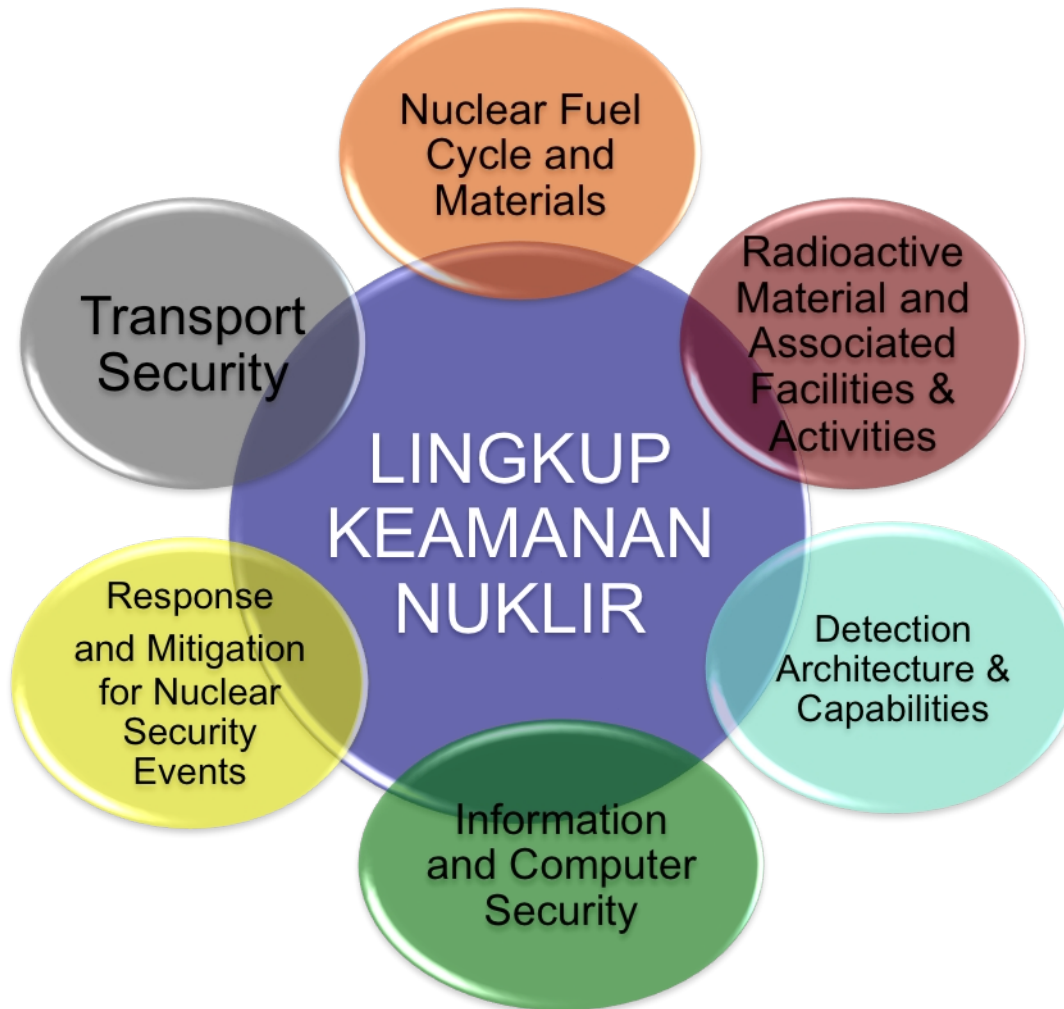 Nuclear Fuel
Cycle and
Materials
Radioactive
Material and
Associated
Facilities &
Activities
Detection
Architecture &
Capabilities
Information
and Computer
Security
Response
and Mitigation
for Nuclear
Security
Events
Transport
Security
LINGKUP
KEAMANAN
NUKLIR